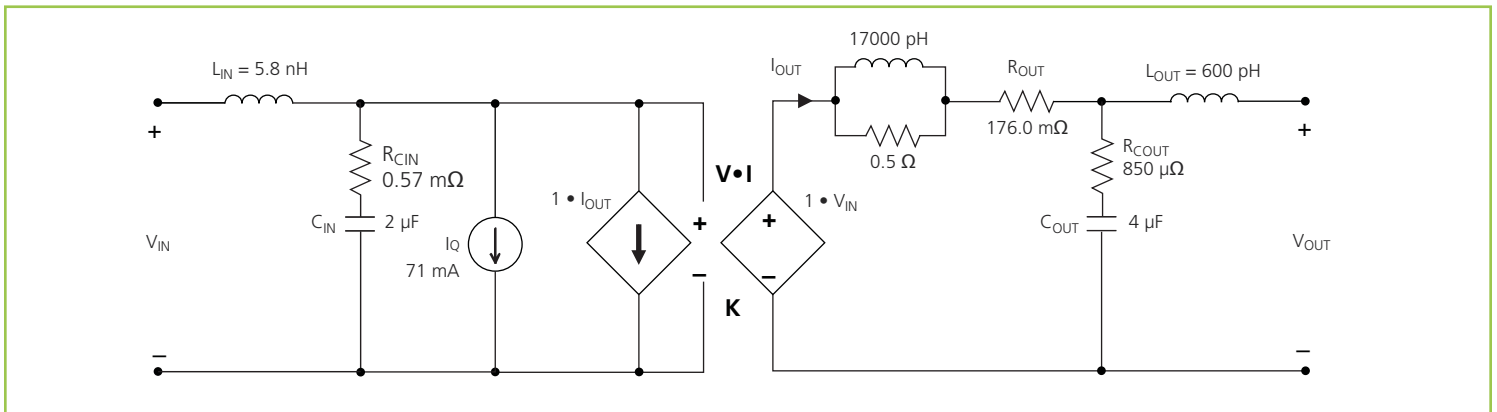 L_IN = 5.8 nH
+
R_CIN
0.57 mΩ
C_IN 2 µF
V_IN
−
I_Q
71 mA
1 • I_OUT
V•I
+
−
K
1 • V_IN
+
−
I_OUT
17000 pH
0.5 Ω
R_OUT
176.0 mΩ
L_OUT = 600 pH
R_COUT
850 µΩ
C_OUT 4 µF
+
V_OUT
−